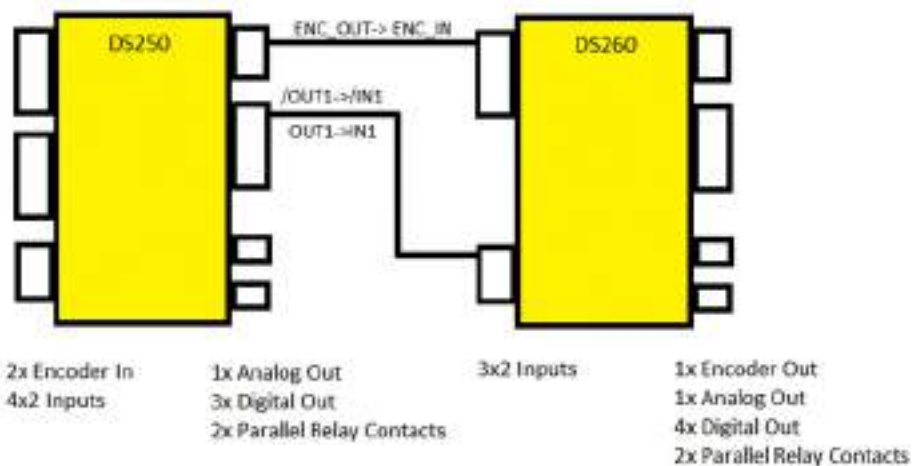 DS250
ENC_OUT-> ENC_IN
DS260
/OUT1->/IN1
OUT1->IN1
2x Encoder In
4x2 Inputs
1x Analog Out
3x Digital Out
2x Parallel Relay Contacts
3x2 Inputs
1x Encoder Out
1x Analog Out
4x Digital Out
2x Parallel Relay Contacts